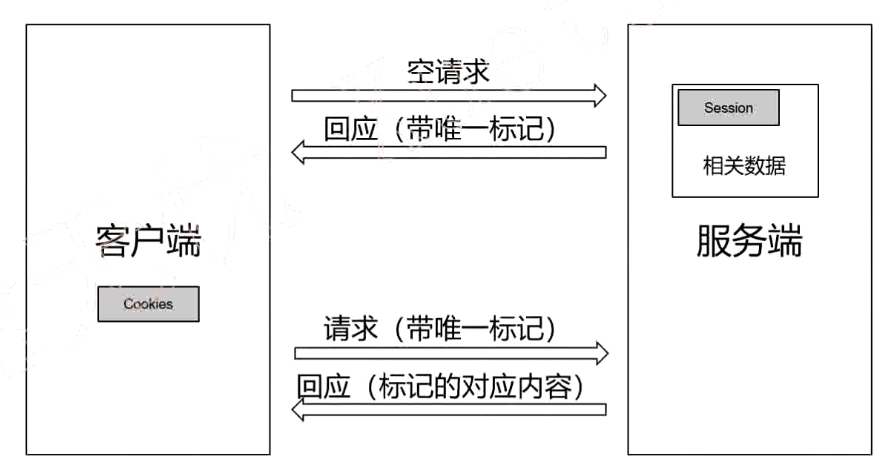 空请求
回应（带唯一标记）
Session
相关数据
客户端
服务端
Cookies
请求（带唯一标记）
回应（标记的对应内容）